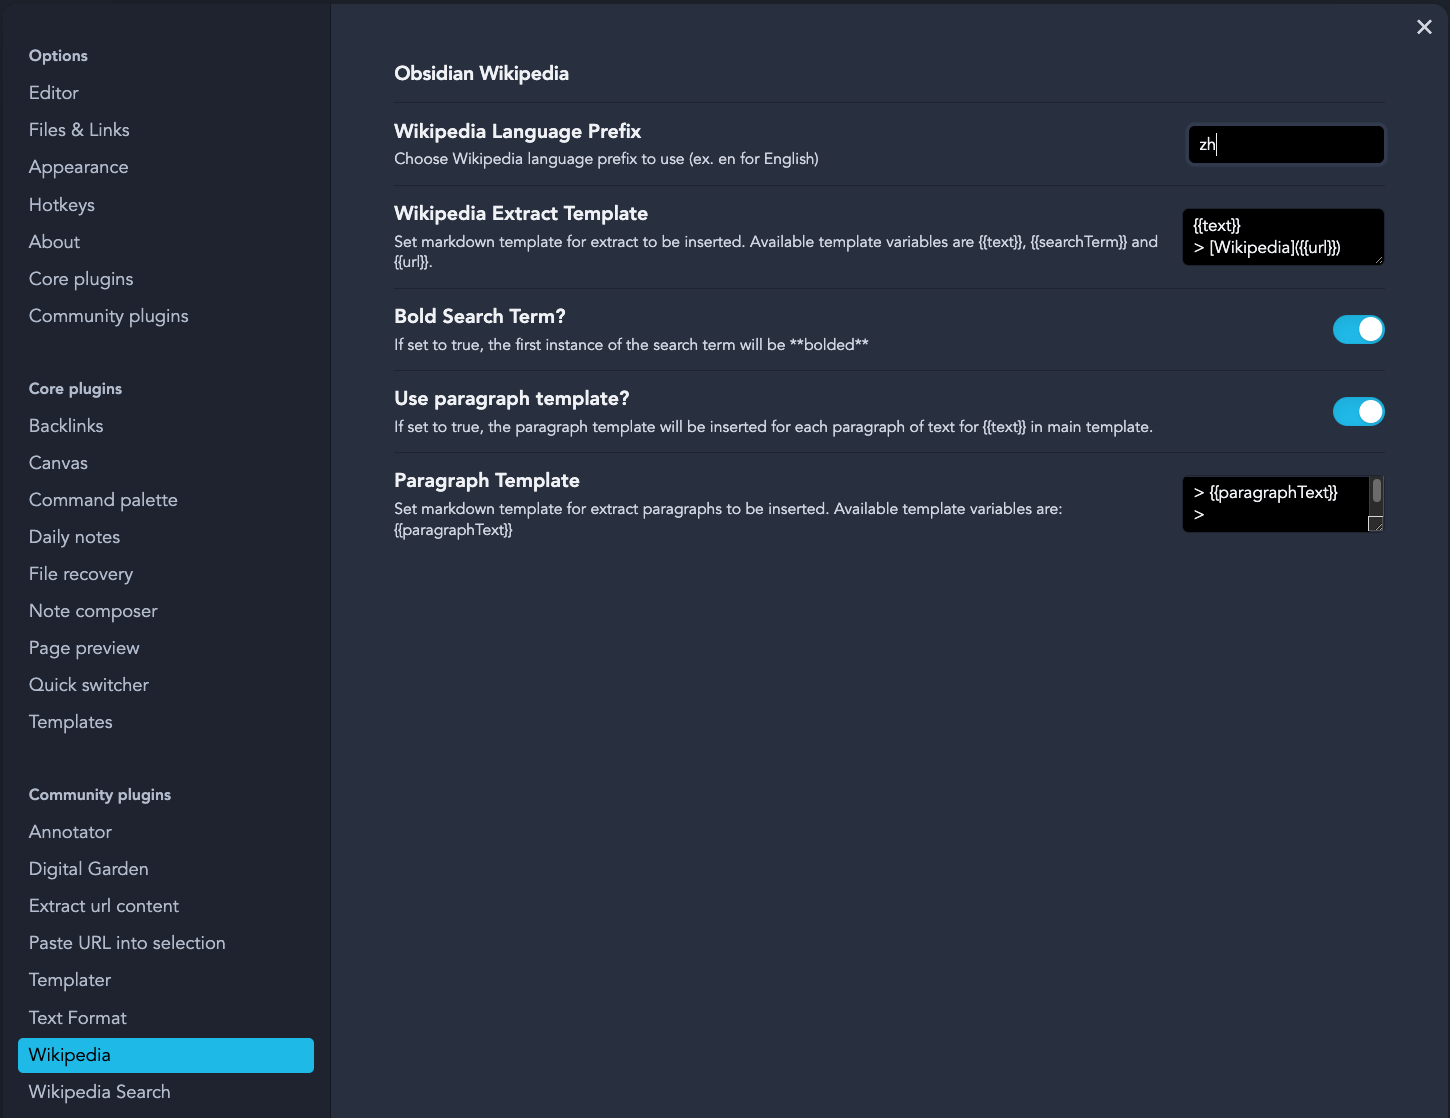 Options
Editor
Files & Links
Appearance
Hotkeys
About
Core plugins
Community plugins
Core plugins
Backlinks
Canvas
Command palette
Daily notes
File recovery
Note composer
Page preview
Quick switcher
Templates
Community plugins
Annotator
Digital Garden
Extract url content
Paste URL into selection
Templater
Text Format
Wikipedia
Wikipedia Search
Obsidian Wikipedia
Wikipedia Language Prefix
Choose Wikipedia language prefix to use (ex. en for English)
zh
Wikipedia Extract Template
Set markdown template for extract to be inserted. Available template variables are {{text}}, {{searchTerm}} and
{{url}}.
{{text}}
> [Wikipedia]({{url}})
Bold Search Term?
If set to true, the first instance of the search term will be **bolded**
Use paragraph template?
If set to true, the paragraph template will be inserted for each paragraph of text for {{text}} in main template.
Paragraph Template
Set markdown template for extract paragraphs to be inserted. Available template variables are:
{{paragraphText}}
> {{paragraphText}}
>